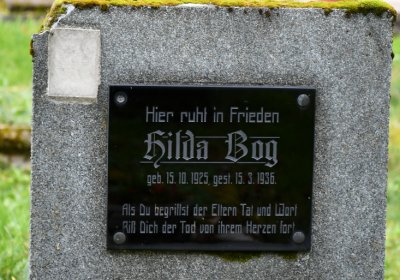 Hier ruht in Frieden
Hilda Bog
geb. 15. 10. 1925, gest. 15. 3. 1936.
Als Du begriffst der Eltern Tat und Wort
Riß Dich der Tod von ihrem Herzen fort